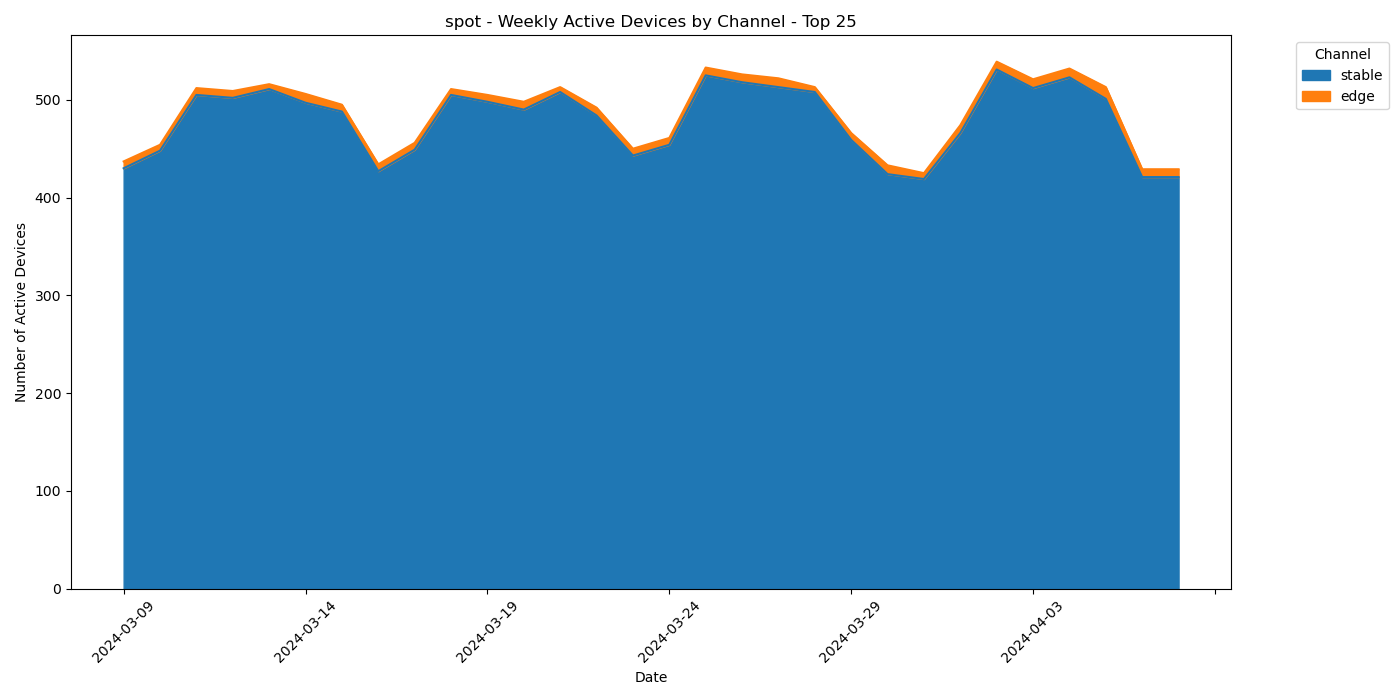 spot - Weekly Active Devices by Channel - Top 25
Channel
stable
edge
Number of Active Devices
500
400
300
200
100
0
2024-03-09
2024-03-14
2024-03-19
2024-03-24
2024-03-29
2024-04-03
Date